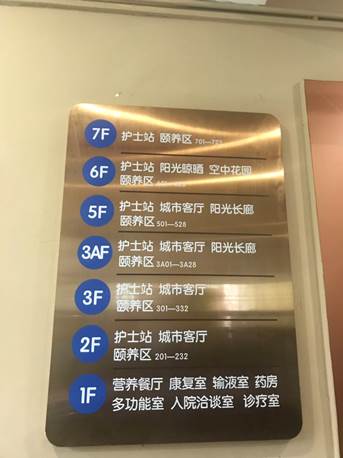 7F 护士站 颐养区
6F 护士站 阳光晾晒 空中花园
颐养区
5F 护士站 城市客厅 阳光长廊
颐养区 501—528
3AF 护士站 城市客厅 阳光长廊
颐养区 3A01—3A28
3F 护士站 城市客厅
颐养区 301—332
2F 护士站 城市客厅
颐养区 201—232
1F 营养餐厅 康复室 输液室 药房
多功能室 入院洽谈室 诊疗室